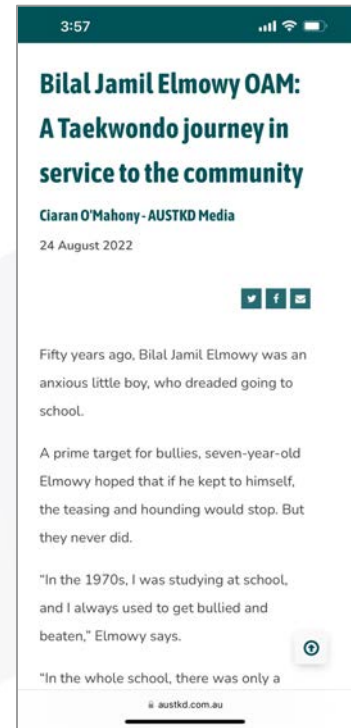 3:57
Bilal Jamil Elmowy OAM:
A Taekwondo journey in
service to the community
Ciaran O'Mahony - AUSTKD Media
24 August 2022
Fifty years ago, Bilal Jamil Elmowy was an
anxious little boy, who dreaded going to
school.
A prime target for bullies, seven-year-old
Elmowy hoped that if he kept to himself,
the teasing and hounding would stop. But
they never did.
“In the 1970s, I was studying at school,
and I always used to get bullied and
beaten,” Elmowy says.
“In the whole school, there was only a
austkd.com.au